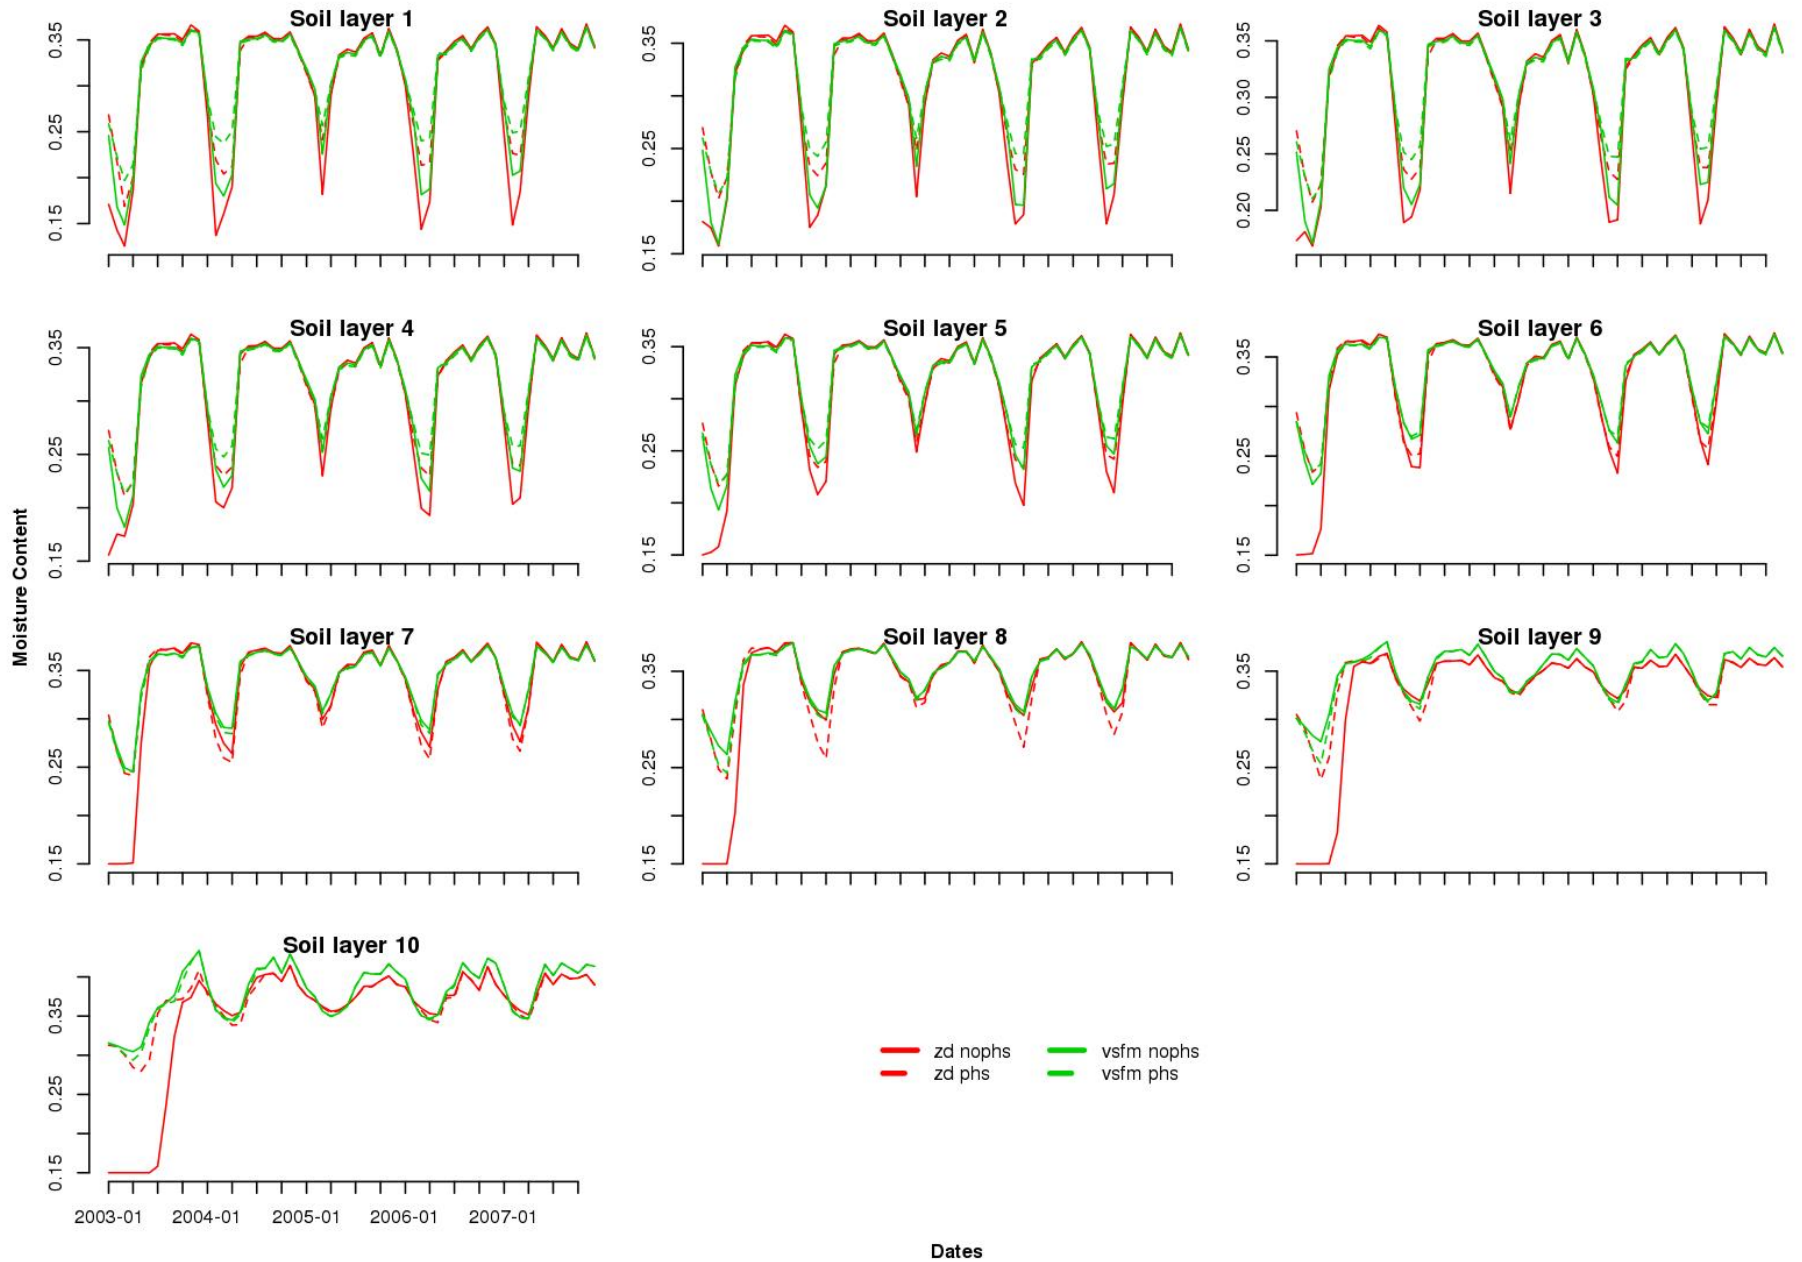 Soil layer 1
Soil layer 2
Soil layer 3
0.15 0.25 0.35
0.15 0.25 0.35
0.20 0.25 0.30 0.35
Soil layer 4
Soil layer 5
Soil layer 6
0.15 0.25 0.35
0.15 0.25 0.35
0.15 0.25 0.35
Moisture Content
Soil layer 7
Soil layer 8
Soil layer 9
0.15 0.25 0.35
0.15 0.25 0.35
0.15 0.25 0.35
Soil layer 10
0.15 0.25 0.35
2003-01 2004-01 2005-01 2006-01 2007-01
zd nophs vsfm nophs
zd phs vsfm phs
Dates